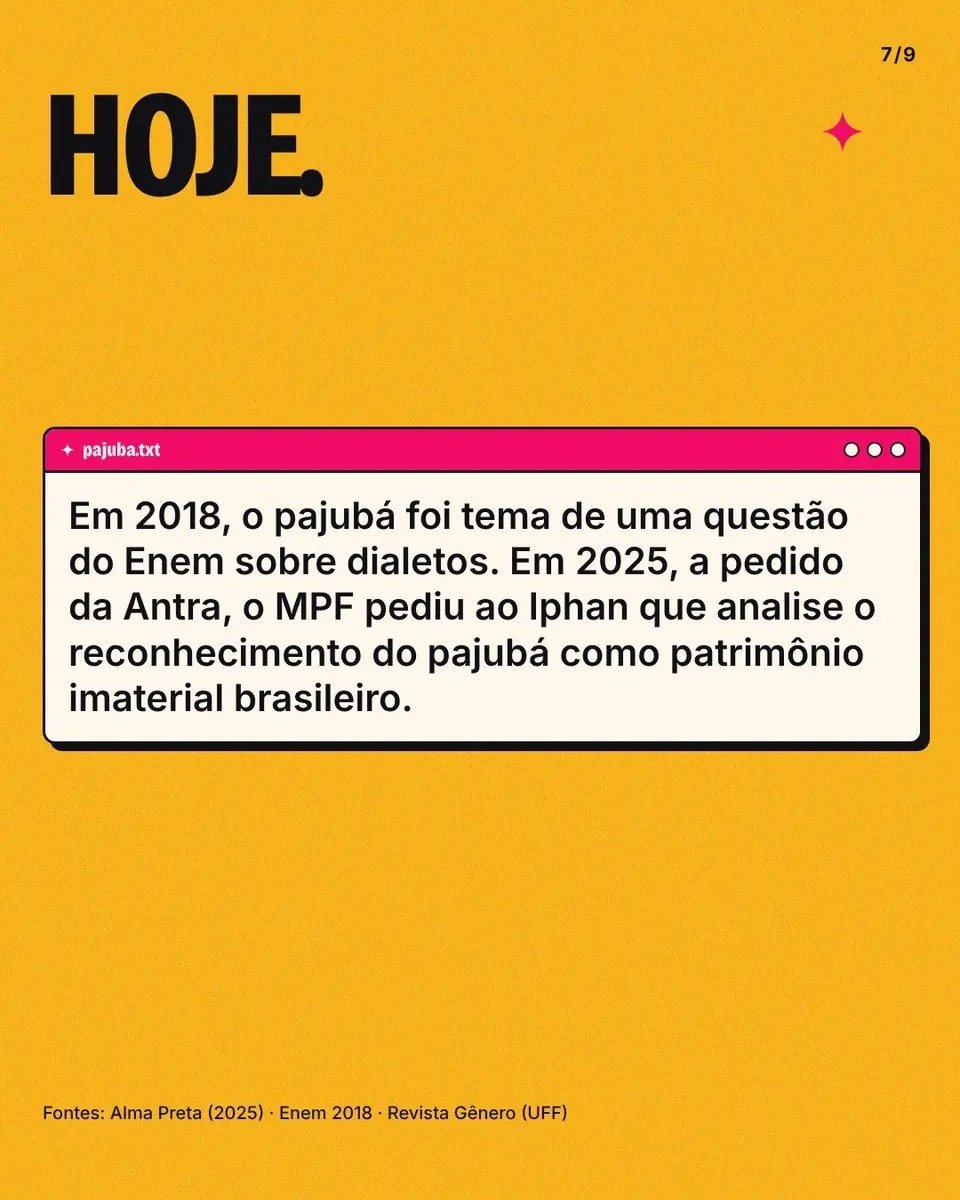 7/9
HOJE.
pajuba.txt
Em 2018, o pajubá foi tema de uma questão
do Enem sobre dialetos. Em 2025, a pedido
da Antra, o MPF pediu ao Iphan que analise o
reconhecimento do pajubá como patrimônio
imaterial brasileiro.
Fontes: Alma Preta (2025) · Enem 2018 · Revista Gênero (UFF)